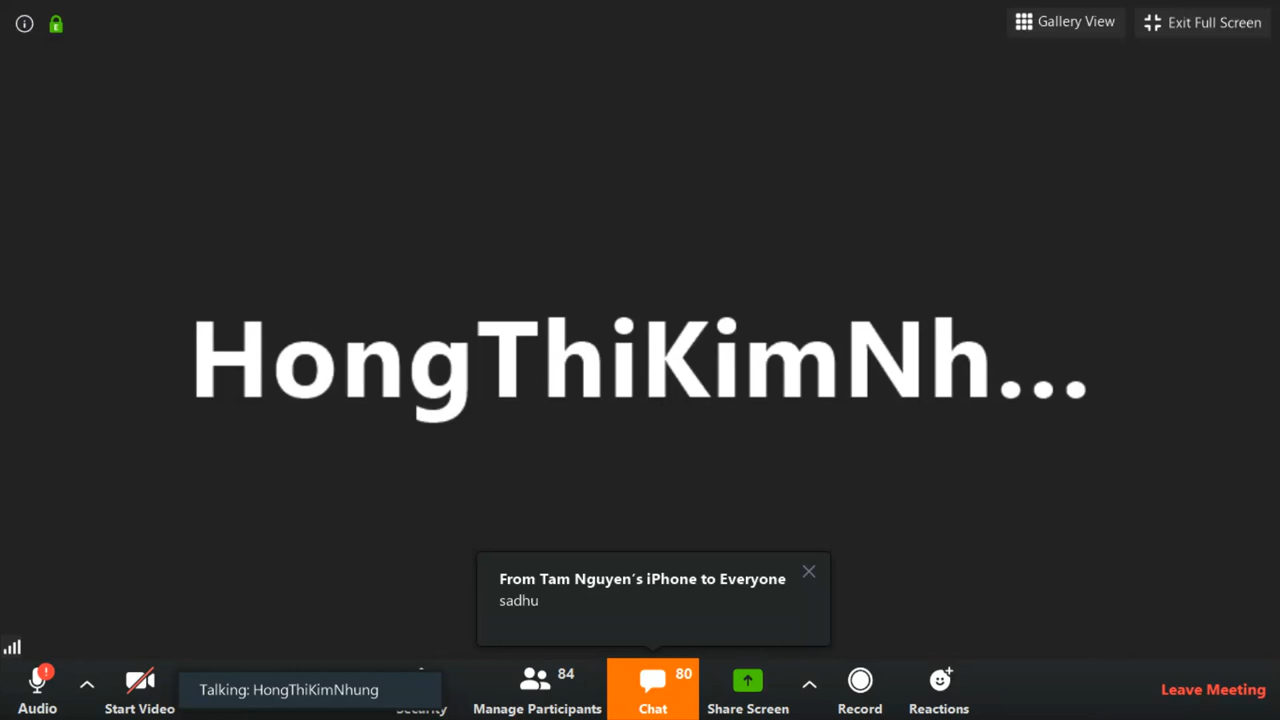 Gallery View
Exit Full Screen
HongThiKimNh...
From Tam Nguyen's iPhone to Everyone
sadhu
Talking: HongThiKimNhung
84
80
Audio
Start Video
Security
Manage Participants
Chat
Share Screen
Record
Reactions
Leave Meeting